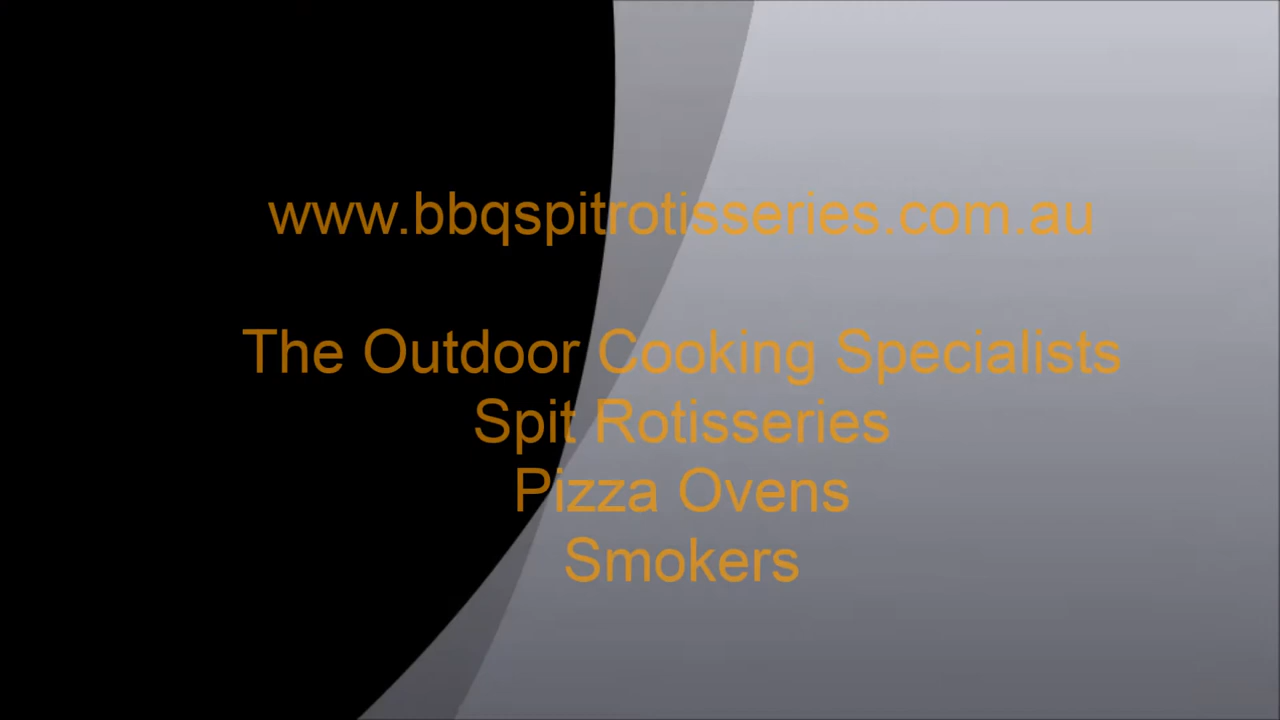 www.bbqspitrotisseries.com.au
The Outdoor Cooking Specialists
Spit Rotisseries
Pizza Ovens
Smokers